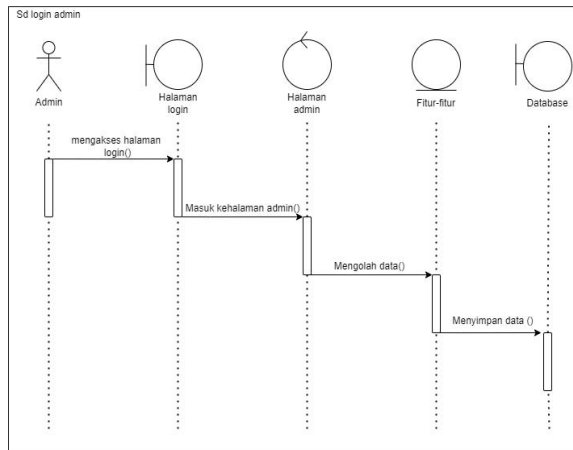 Sd login admin
Admin
Halaman
login
Halaman
admin
Fitur-fitur
Database
mengakses halaman
login()
Masuk kehalaman admin()
Mengolah data()
Menyimpan data ()